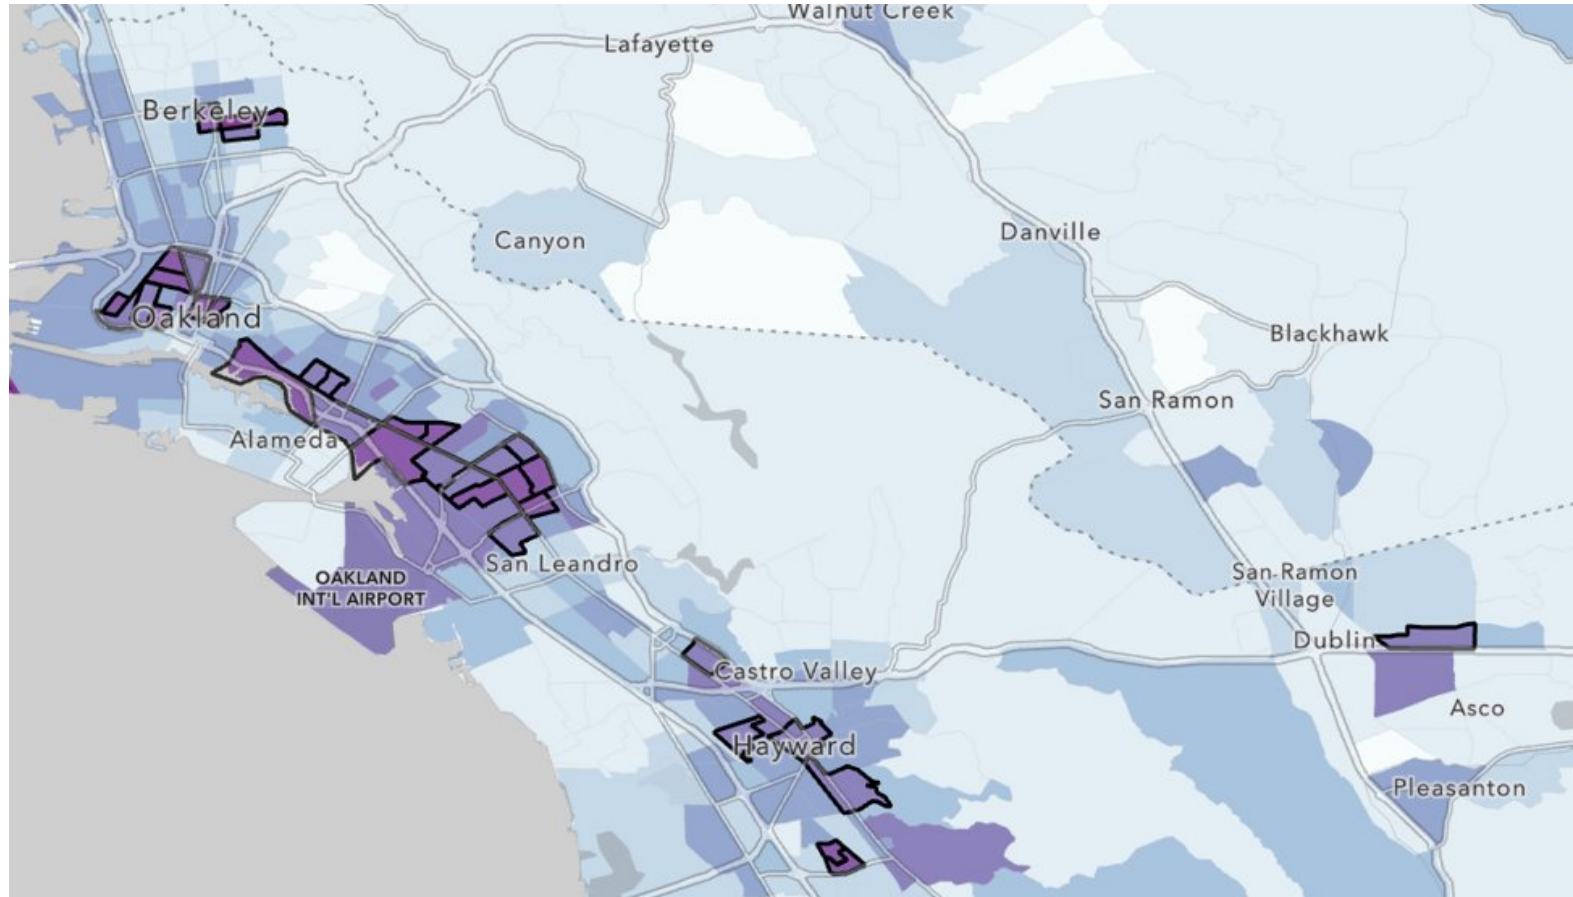 Walnut Creek
Lafayette
Berkeley
Canyon
Danville
Oakland
Blackhawk
San Ramon
Alameda
San Leandro
OAKLAND
INT'L AIRPORT
San Ramon
Village
Dublin
Castro Valley
Asco
Hayward
Pleasanton